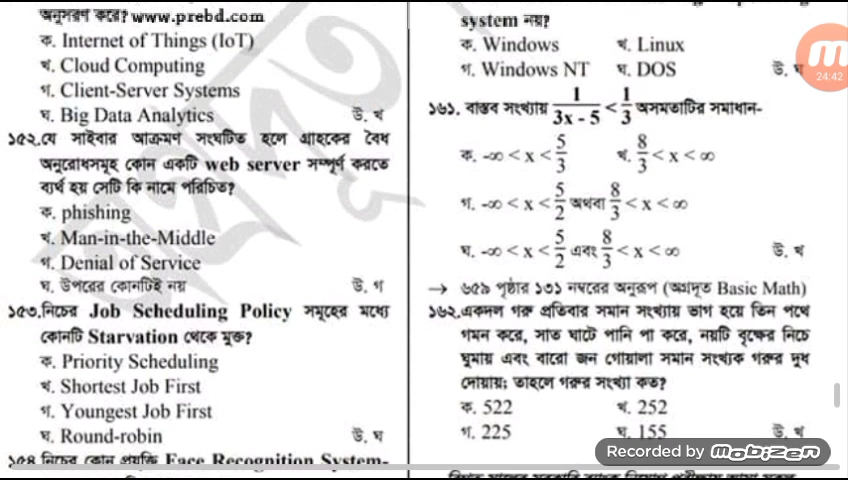 অনুসরণ করে? www.prebd.com
ক. Internet of Things (IoT)
খ. Cloud Computing
গ. Client-Server Systems
ঘ. Big Data Analytics উ. খ
১৫২.যে সাইবার আক্রমণ সংঘটিত হলে গ্রাহকের বৈধ
অনুরোধসমূহ কোন একটি web server সম্পূর্ণ করতে
ব্যর্থ হয় সেটি কি নামে পরিচিত?
ক. phishing
খ. Man-in-the-Middle
গ. Denial of Service
ঘ. উপরের কোনটিই নয় উ. গ
১৫৩.নিচের Job Scheduling Policy সমূহের মধ্যে
কোনটি Starvation থেকে মুক্ত?
ক. Priority Scheduling
খ. Shortest Job First
গ. Youngest Job First
ঘ. Round-robin উ. ঘ
১৫৪.নিচের কোন প্রযুক্তি Face Recognition System-
system নয়?
ক. Windows খ. Linux
গ. Windows NT ঘ. DOS উ. ঘ
১৬১. বাস্তব সংখ্যায় 1/(3x - 5) < 1/3 অসমতাটির সমাধান-
ক. -∞ < x < 5/3 খ. 8/3 < x < ∞
গ. -∞ < x < 5/2 অথবা 8/3 < x < ∞
ঘ. -∞ < x < 5/2 এবং 8/3 < x < ∞ উ. খ
→ ৬৫৯ পৃষ্ঠার ১৩১ নম্বরের অনুরূপ (অগ্রদূত Basic Math)
১৬২.একদল গরু প্রতিবার সমান সংখ্যায় ভাগ হয়ে তিন পথে
গমন করে, সাত ঘাটে পানি পা করে, নয়টি বৃক্ষের নিচে
ঘুমায় এবং বারো জন গোয়ালা সমান সংখ্যক গরুর দুধ
দোয়ায়; তাহলে গরুর সংখ্যা কত?
ক. 522 খ. 252
গ. 225 ঘ. 155 উ. খ
24:42
Recorded by Mobizen